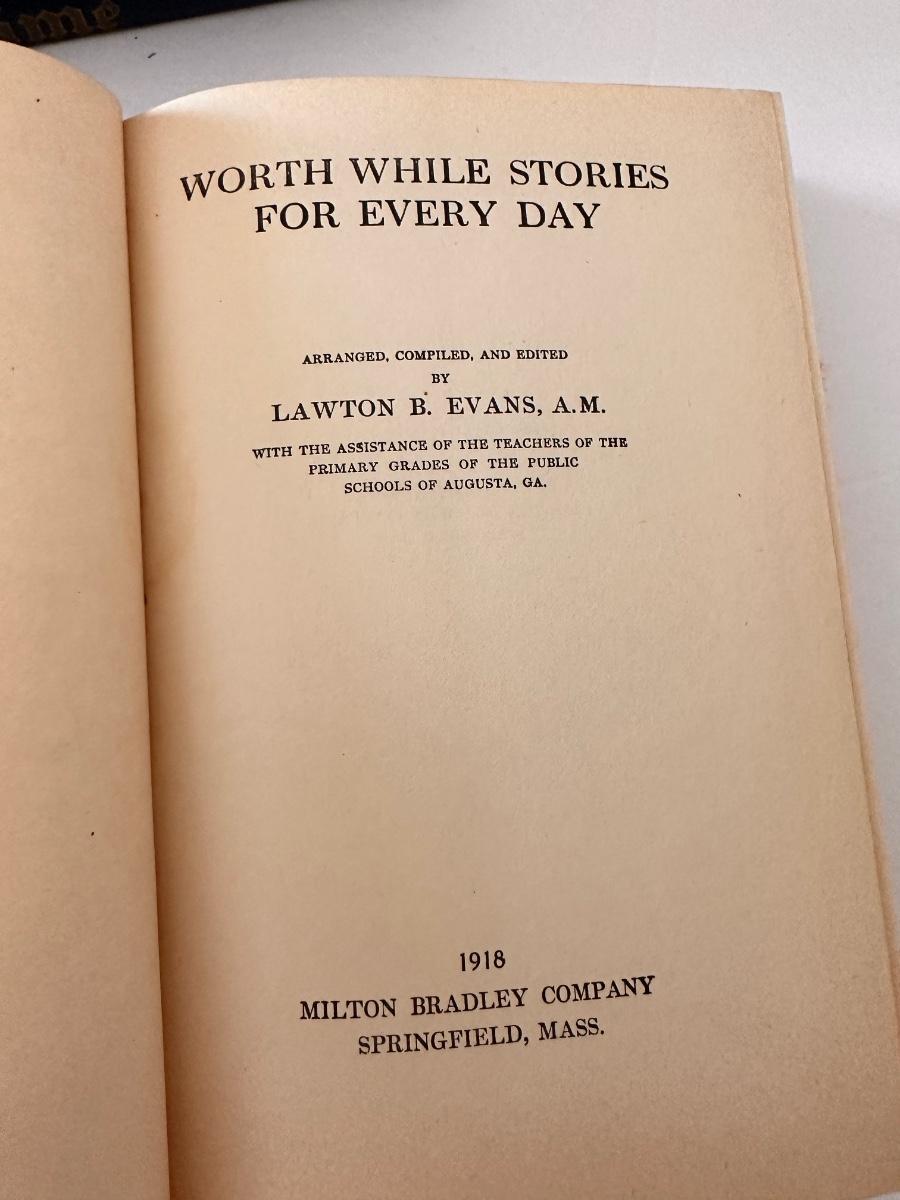 WORTH WHILE STORIES
FOR EVERY DAY
ARRANGED, COMPILED, AND EDITED
BY
LAWTON B. EVANS, A.M.
WITH THE ASSISTANCE OF THE TEACHERS OF THE
PRIMARY GRADES OF THE PUBLIC
SCHOOLS OF AUGUSTA, GA.
1918
MILTON BRADLEY COMPANY
SPRINGFIELD, MASS.